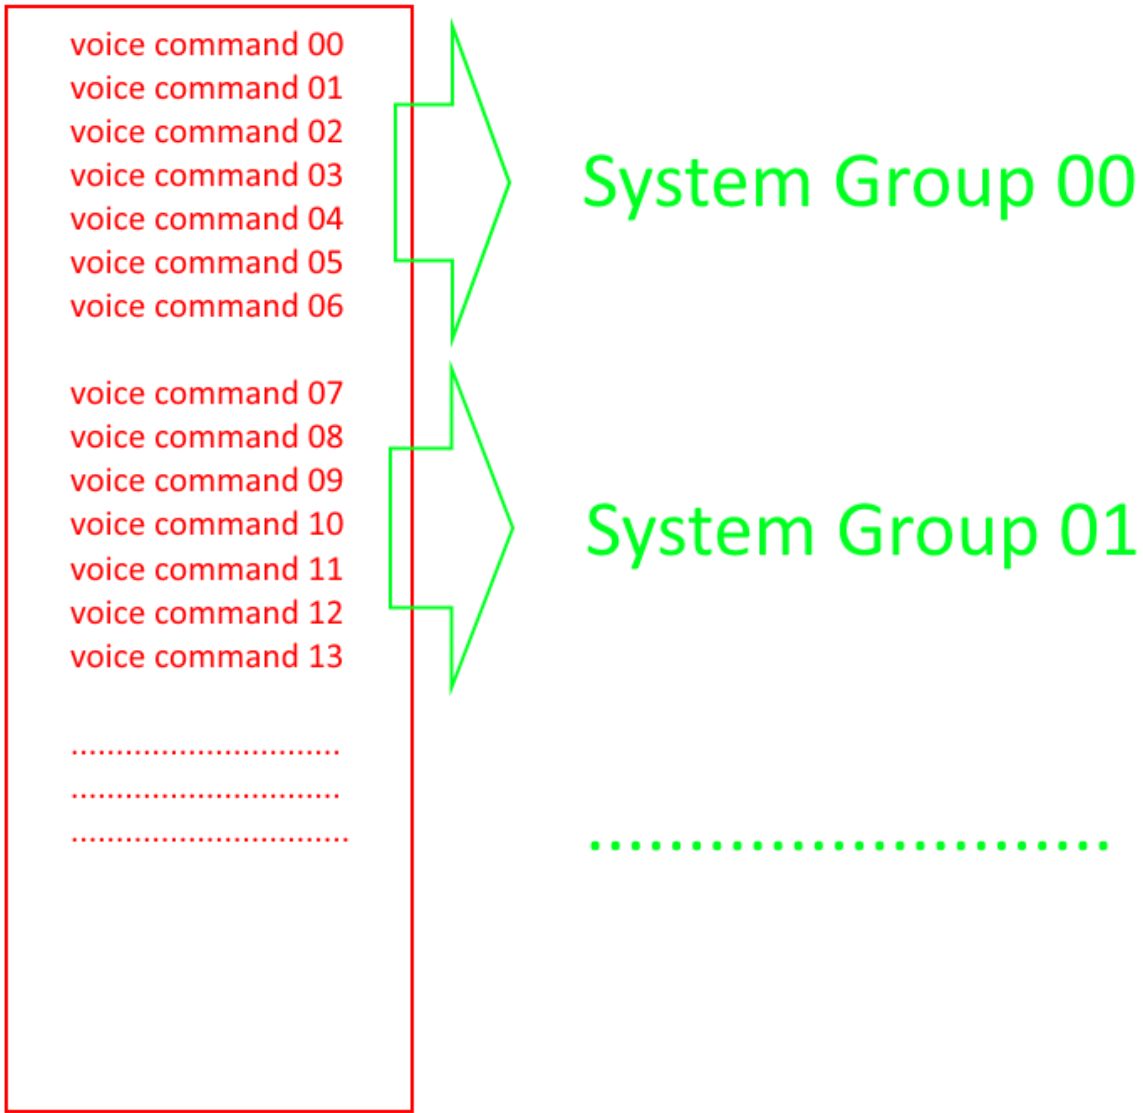 voice command 00
voice command 01
voice command 02
voice command 03
voice command 04
voice command 05
voice command 06
System Group 00
voice command 07
voice command 08
voice command 09
voice command 10
voice command 11
voice command 12
voice command 13
System Group 01
..............................
..............................
...............................
..........................